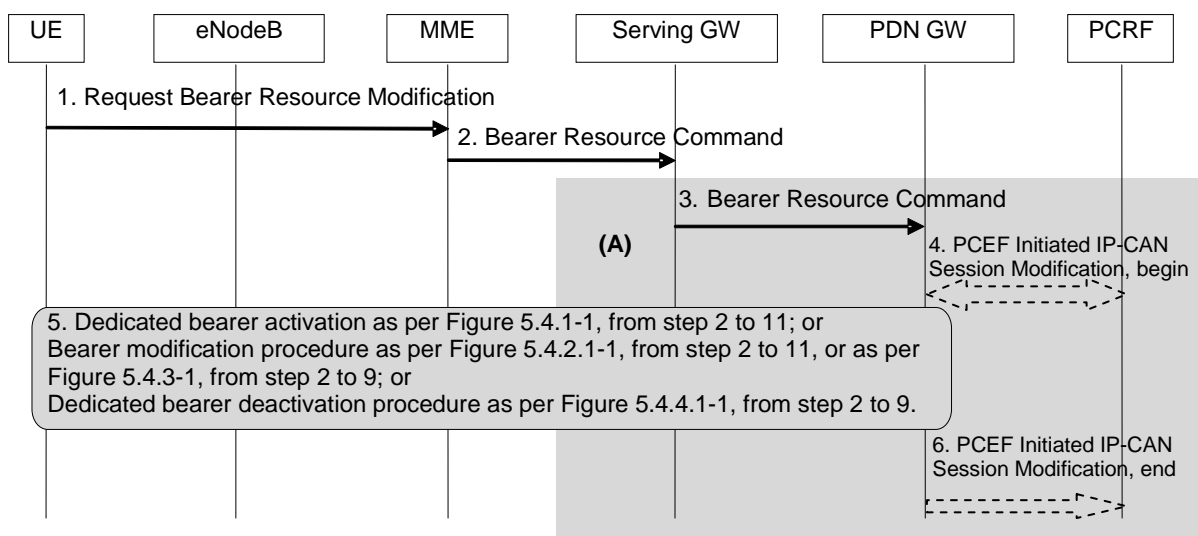 UE
eNodeB
MME
Serving GW
PDN GW
PCRF
1. Request Bearer Resource Modification
2. Bearer Resource Command
3. Bearer Resource Command
(A)
4. PCEF Initiated IP-CAN
Session Modification, begin
5. Dedicated bearer activation as per Figure 5.4.1-1, from step 2 to 11; or
Bearer modification procedure as per Figure 5.4.2.1-1, from step 2 to 11, or as per
Figure 5.4.3-1, from step 2 to 9; or
Dedicated bearer deactivation procedure as per Figure 5.4.4.1-1, from step 2 to 9.
6. PCEF Initiated IP-CAN
Session Modification, end